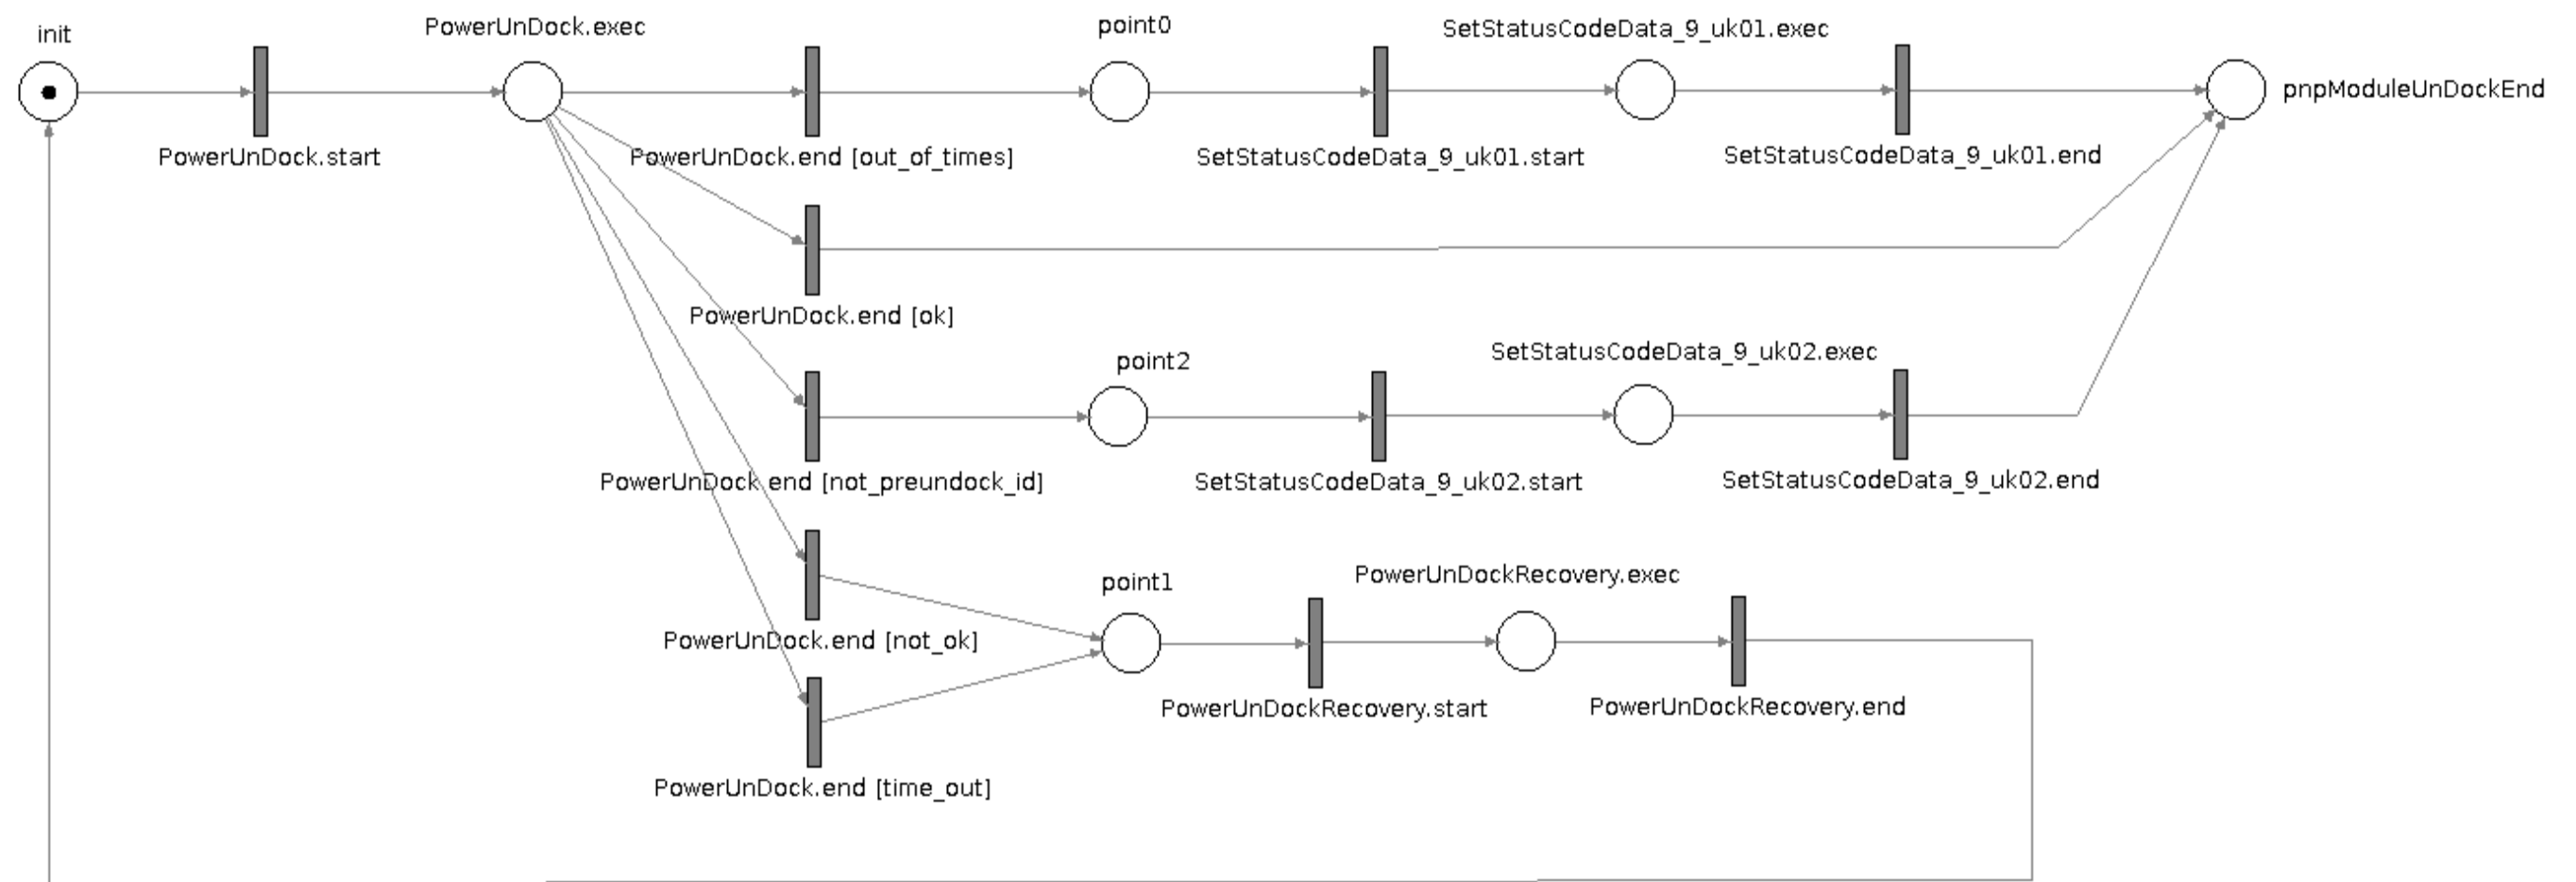 init
PowerUnDock.exec
point0
SetStatusCodeData_9_uk01.exec
pnpModuleUnDockEnd
PowerUnDock.start
PowerUnDock.end [out_of_times]
SetStatusCodeData_9_uk01.start
SetStatusCodeData_9_uk01.end
PowerUnDock.end [ok]
point2
SetStatusCodeData_9_uk02.exec
PowerUnDock.end [not_preundock_id]
SetStatusCodeData_9_uk02.start
SetStatusCodeData_9_uk02.end
point1
PowerUnDockRecovery.exec
PowerUnDock.end [not_ok]
PowerUnDockRecovery.start
PowerUnDockRecovery.end
PowerUnDock.end [time_out]